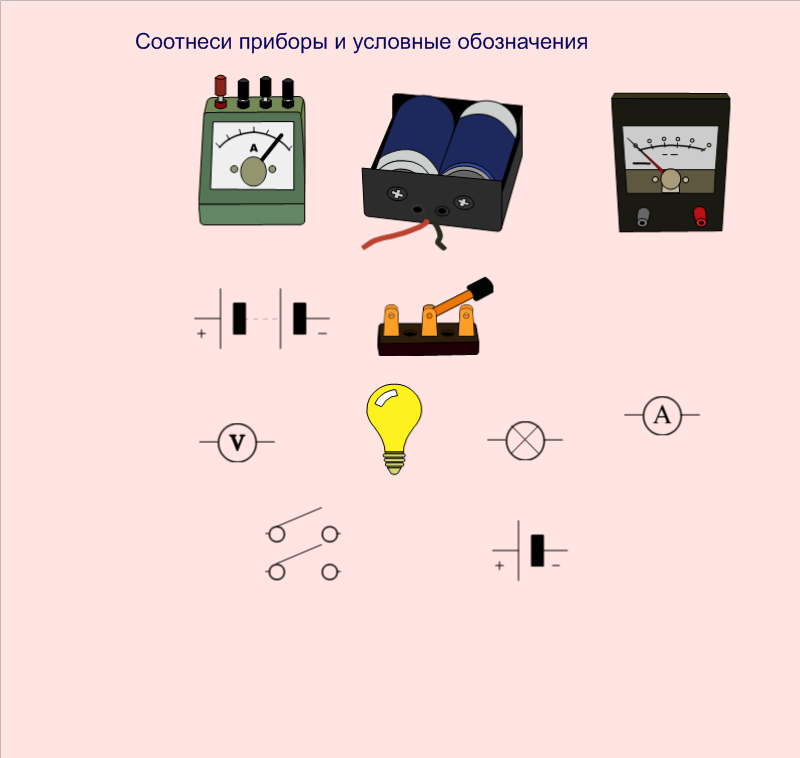 Соотнеси приборы и условные обозначения
A
+ −
A
V
+ −